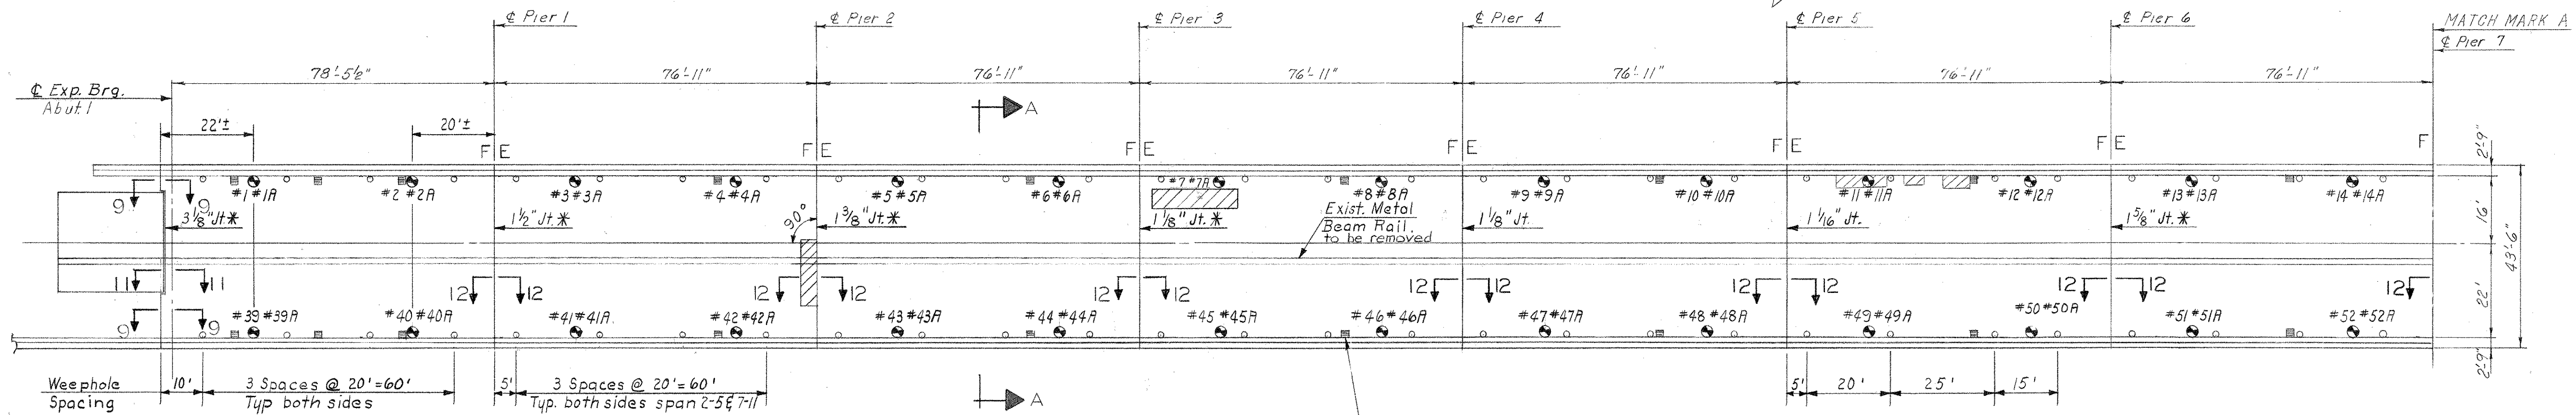 ℄ Pier 1
℄ Pier 2
℄ Pier 3
℄ Pier 4
℄ Pier 5
℄ Pier 6
MATCH MARK A
℄ Pier 7
78'-5½"
76'-11"
76'-11"
76'-11"
76'-11"
76'-11"
76'-11"
℄ Exp. Brg.
Abut. 1
22'±
20'±
A
F E
F E
F E
F E
F E
F E
F
2'-9"
#1 #1A
#2 #2A
#3 #3A
#4 #4A
#5 #5A
#6 #6A
#7 #7A
#8 #8A
#9 #9A
#10 #10A
#11 #11A
#12 #12A
#13 #13A
#14 #14A
9 9
3⅛" Jt.*
1½" Jt.*
90°
1⅜" Jt.*
1⅛" Jt.*
Exist. Metal
Beam Rail
to be removed
1⅛" Jt.
1 1/16" Jt.
1⅝" Jt.*
16'
43'-6"
22'
11 11
12 12
12 12
12 12
12 12
12 12
12 12
12
9 9
#39 #39A
#40 #40A
#41 #41A
#42 #42A
#43 #43A
#44 #44A
#45 #45A
#46 #46A
#47 #47A
#48 #48A
#49 #49A
#50 #50A
#51 #51A
#52 #52A
2'-9"
Weephole
Spacing
10'
3 Spaces @ 20'=60'
Typ both sides
5'
3 Spaces @ 20'=60'
Typ. both sides span 2-5 & 7-11
A
5'
20'
25'
15'